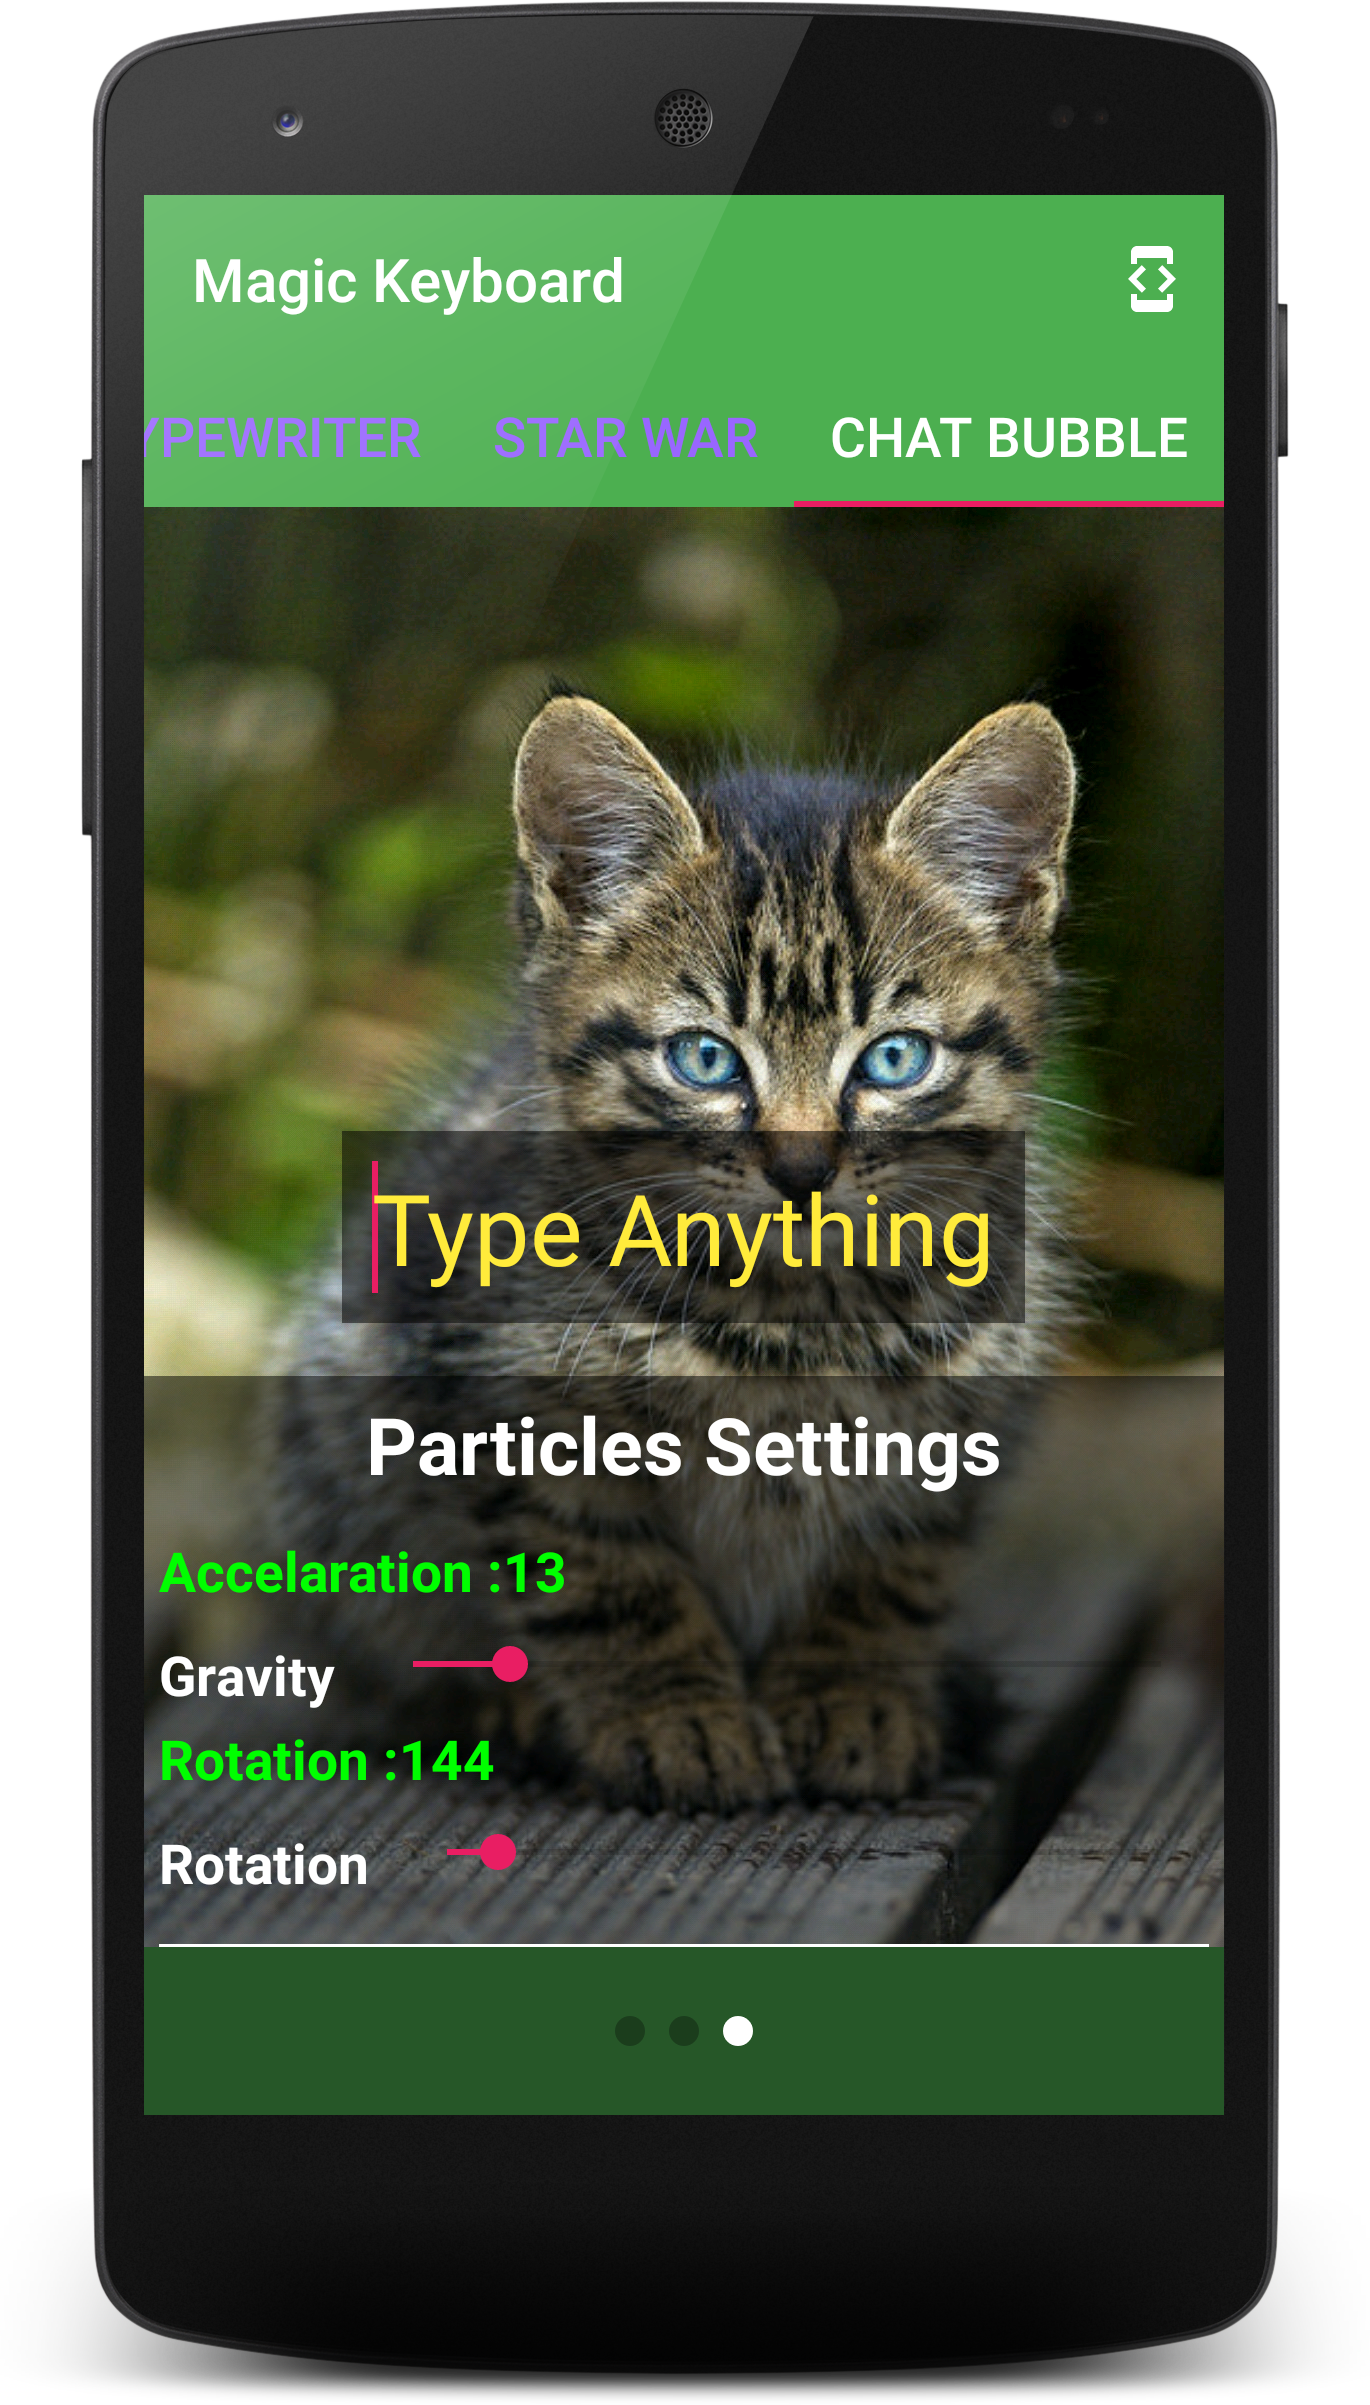 Magic Keyboard
YPEWRITER STAR WAR CHAT BUBBLE
Type Anything
Particles Settings
Accelaration :13
Gravity
Rotation :144
Rotation